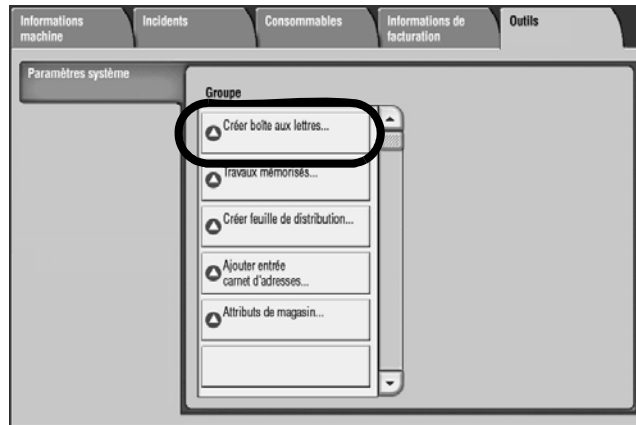 Informations
machine
Incidents
Consommables
Informations de
facturation
Outils
Paramètres système
Groupe
Créer boîte aux lettres...
Travaux mémorisés...
Créer feuille de distribution...
Ajouter entrée
carnet d'adresses...
Attributs de magasin...